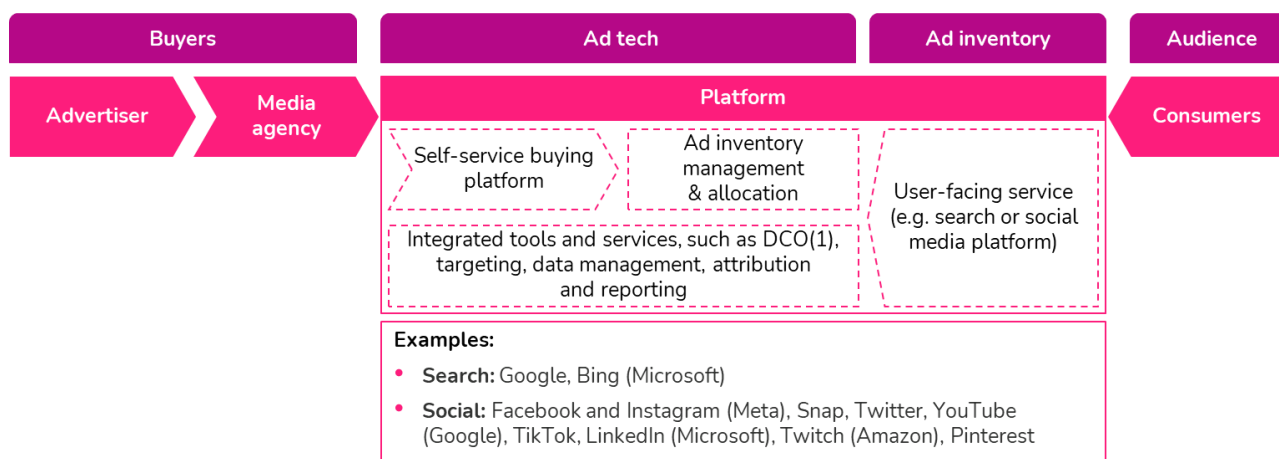 Buyers
Ad tech
Ad inventory
Audience
Advertiser
Media
agency
Platform
Consumers
Self-service buying
platform
Ad inventory
management
& allocation
User-facing service
(e.g. search or social
media platform)
Integrated tools and services, such as DCO(1),
targeting, data management, attribution
and reporting
Examples:
• Search: Google, Bing (Microsoft)
• Social: Facebook and Instagram (Meta), Snap, Twitter, YouTube
(Google), TikTok, LinkedIn (Microsoft), Twitch (Amazon), Pinterest